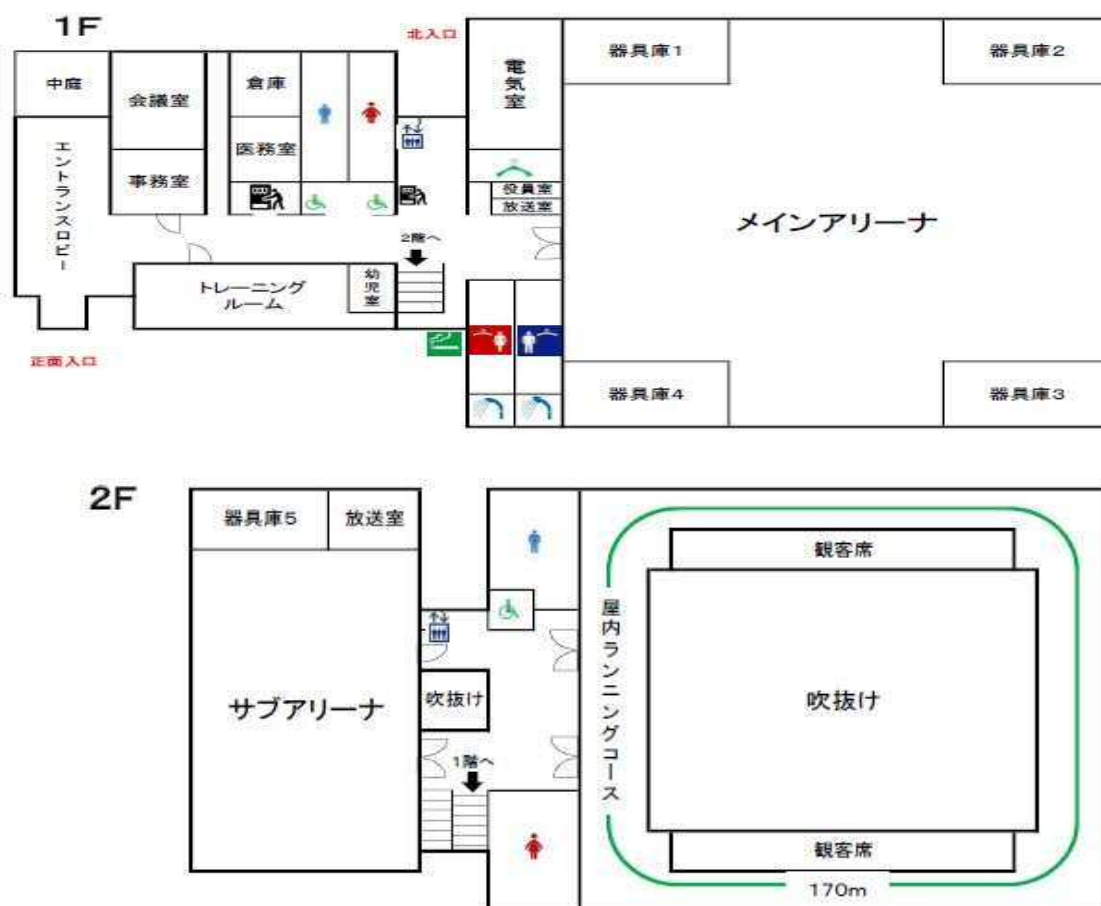 1F
北入口
器具庫1
器具庫2
中庭
会議室
倉庫
電気室
医務室
エントランスロビー
事務室
役員室
放送室
メインアリーナ
2階へ
トレーニング
ルーム
幼児室
正面入口
器具庫4
器具庫3
2F
器具庫5
放送室
観客席
屋内ランニングコース
サブアリーナ
吹抜け
吹抜け
1階へ
観客席
170m